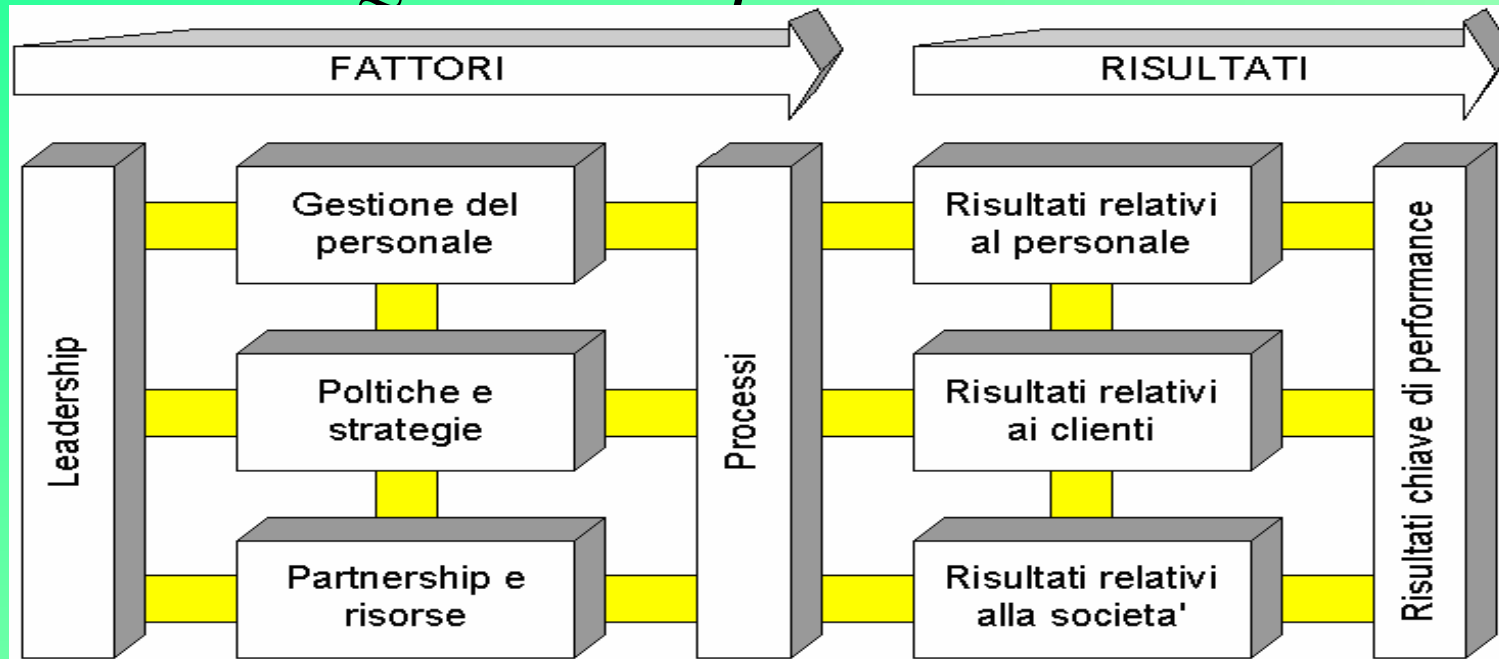 FATTORI
RISULTATI
Leadership
Gestione del
personale
Poltiche e
strategie
Partnership e
risorse
Processi
Risultati relativi
al personale
Risultati relativi
ai clienti
Risultati relativi
alla societa'
Risultati chiave di performance